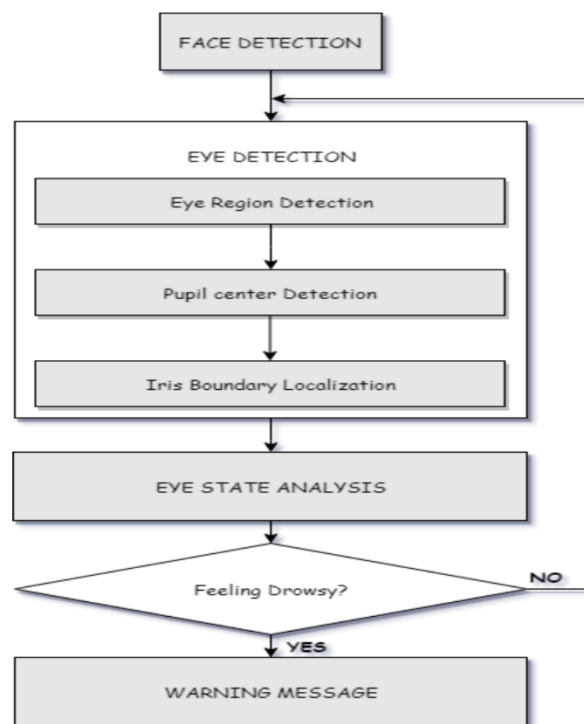 FACE DETECTION
EYE DETECTION
Eye Region Detection
Pupil center Detection
Iris Boundary Localization
EYE STATE ANALYSIS
Feeling Drowsy?
NO
YES
WARNING MESSAGE